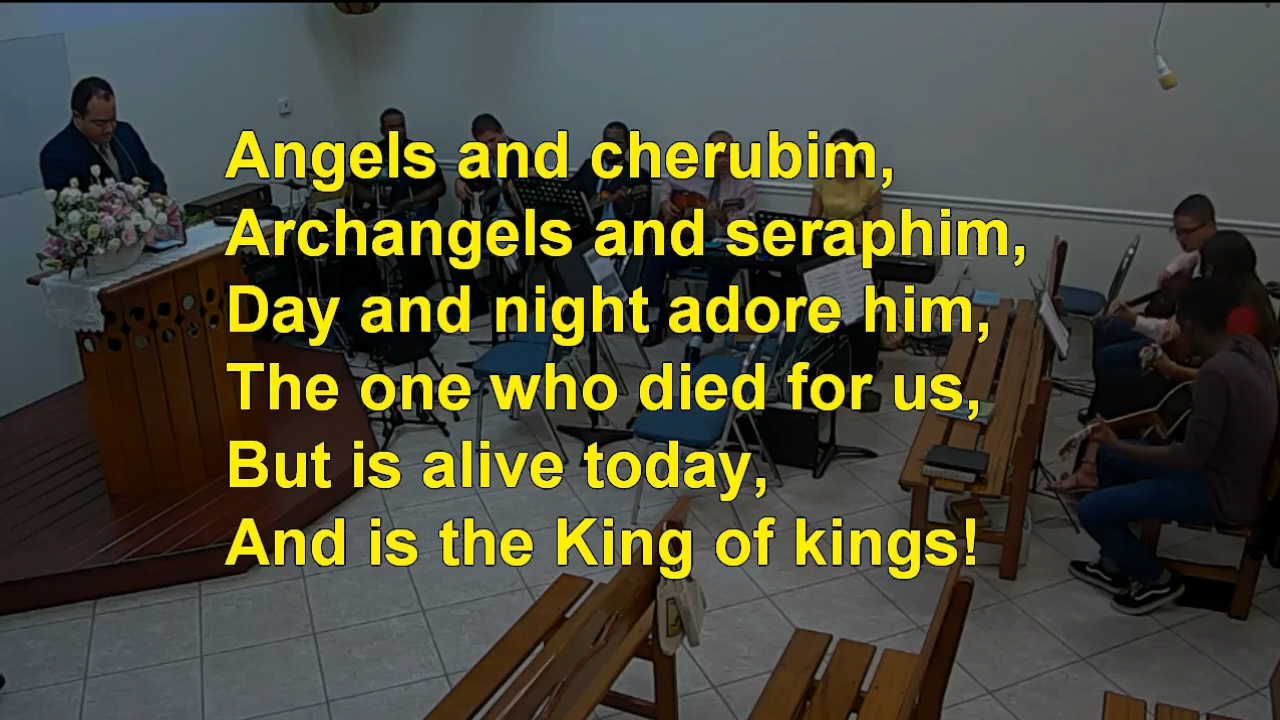 Angels and cherubim,
Archangels and seraphim,
Day and night adore him,
The one who died for us,
But is alive today,
And is the King of kings!